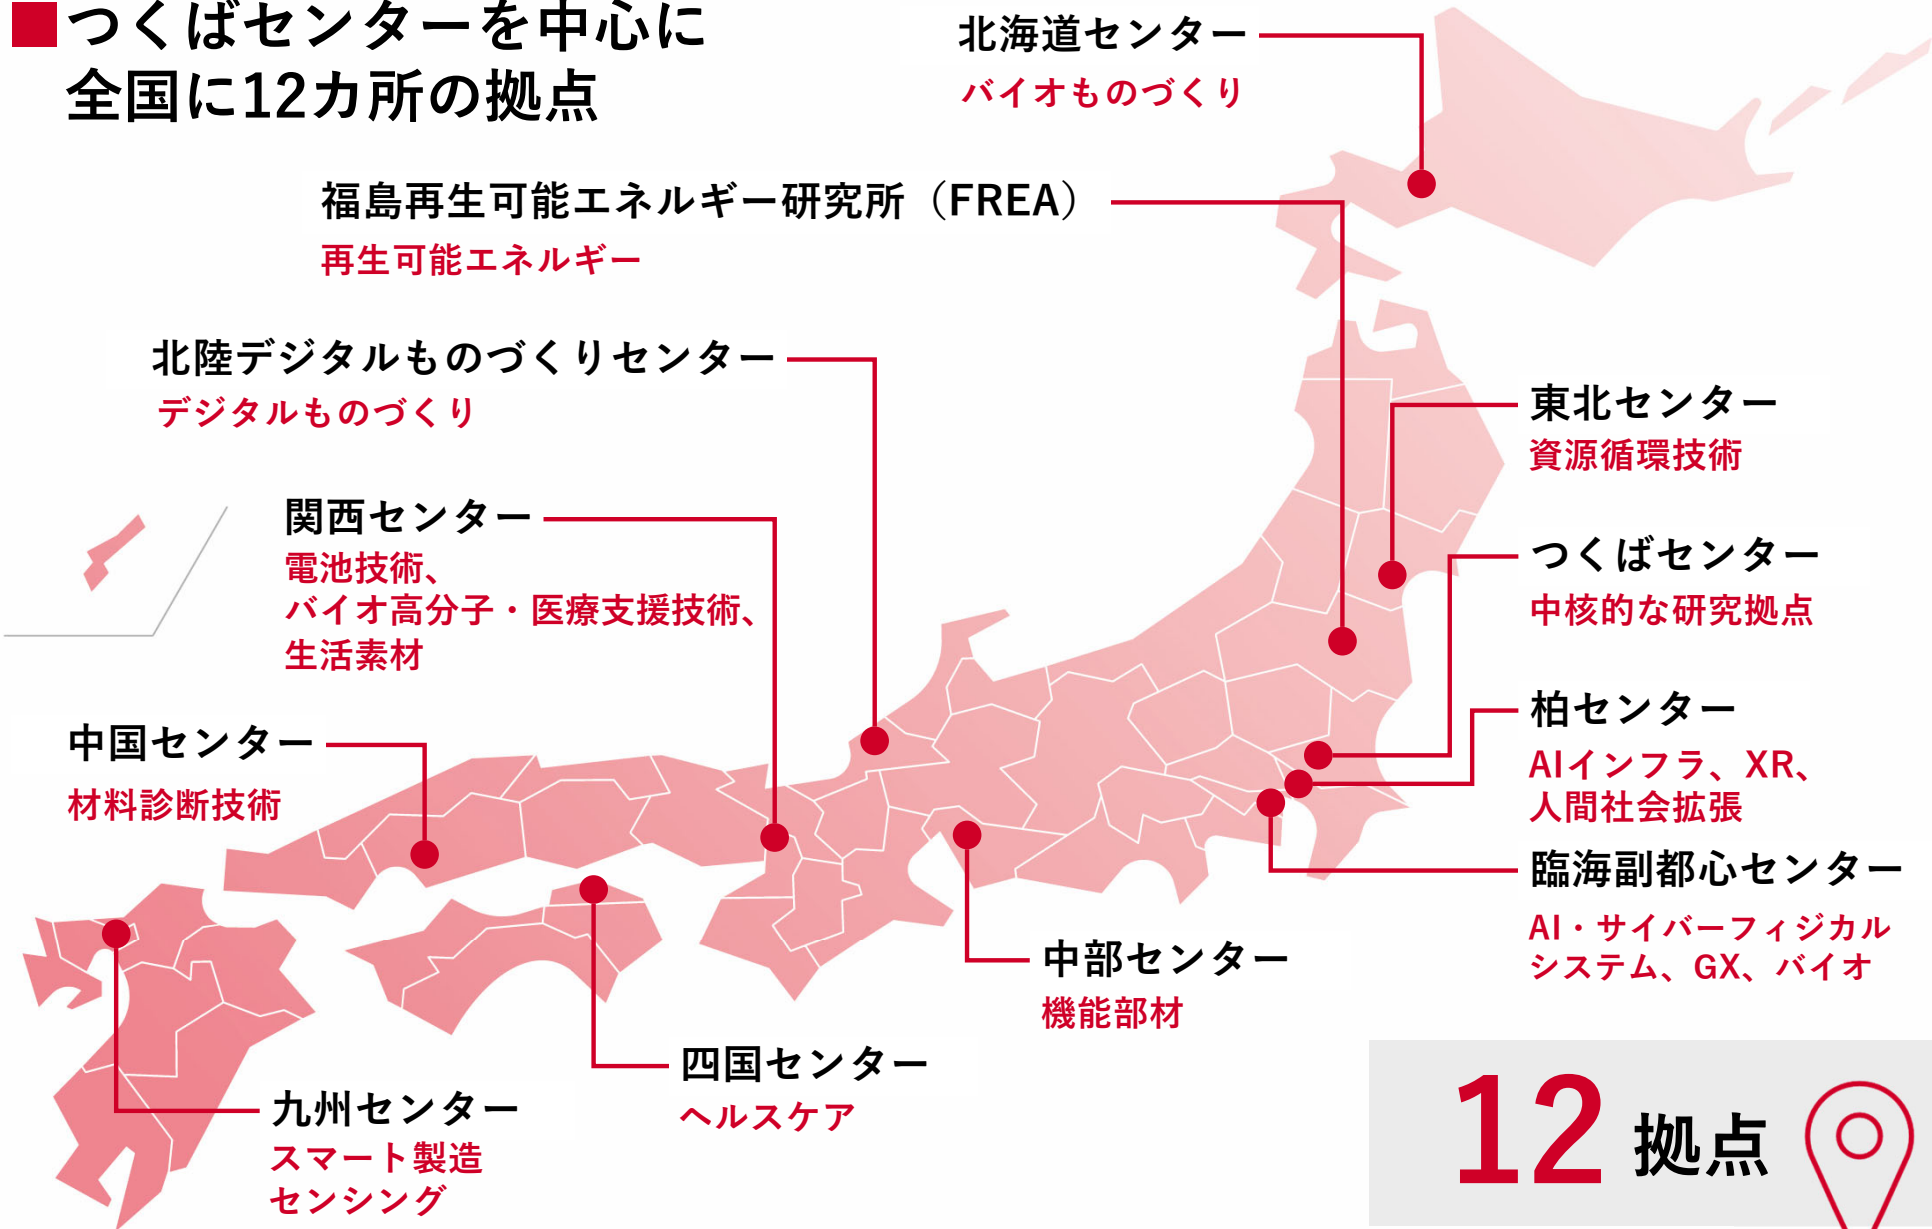 ■つくばセンターを中心に
全国に12カ所の拠点
北海道センター
バイオものづくり
福島再生可能エネルギー研究所（FREA）
再生可能エネルギー
北陸デジタルものづくりセンター
デジタルものづくり
東北センター
資源循環技術
関西センター
電池技術、
バイオ高分子・医療支援技術、
生活素材
つくばセンター
中核的な研究拠点
柏センター
AIインフラ、XR、
人間社会拡張
中国センター
材料診断技術
臨海副都心センター
AI・サイバーフィジカル
システム、GX、バイオ
中部センター
機能部材
四国センター
ヘルスケア
九州センター
スマート製造
センシング
12 拠点